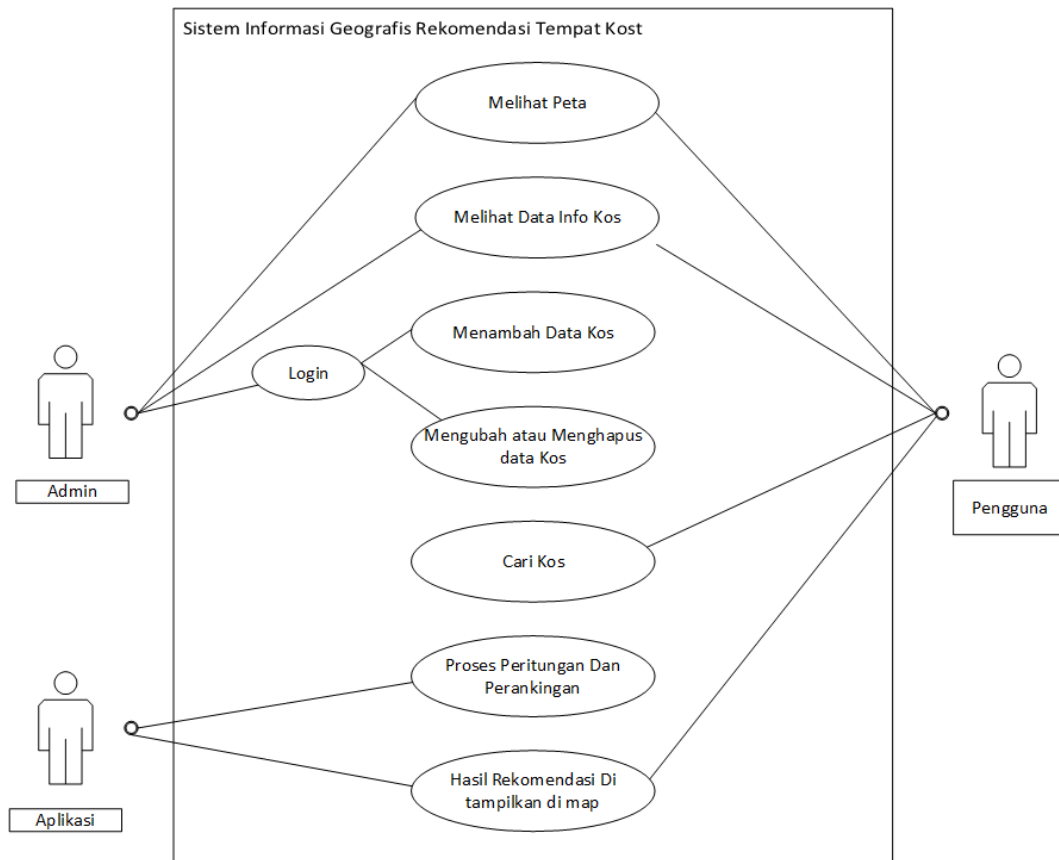 Sistem Informasi Geografis Rekomendasi Tempat Kost
Melihat Peta
Melihat Data Info Kos
Menambah Data Kos
Login
Mengubah atau Menghapus
data Kos
Admin
Pengguna
Cari Kos
Proses Peritungan Dan
Perankingan
Hasil Rekomendasi Di
tampilkan di map
Aplikasi